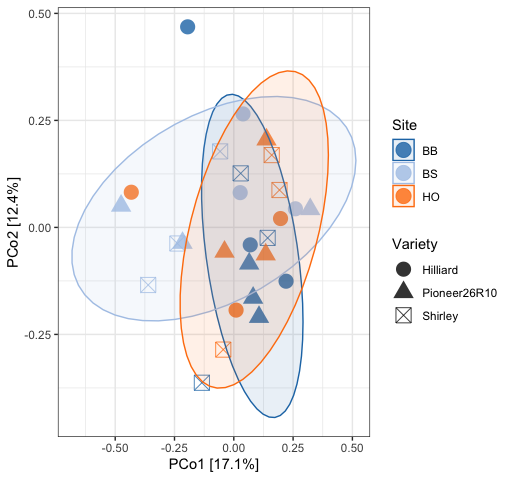 0.50
0.25
0.00
-0.25
PCo2 [12.4%]
-0.50
-0.25
0.00
0.25
0.50
PCo1 [17.1%]
Site
BB
BS
HO
Variety
Hilliard
Pioneer26R10
Shirley